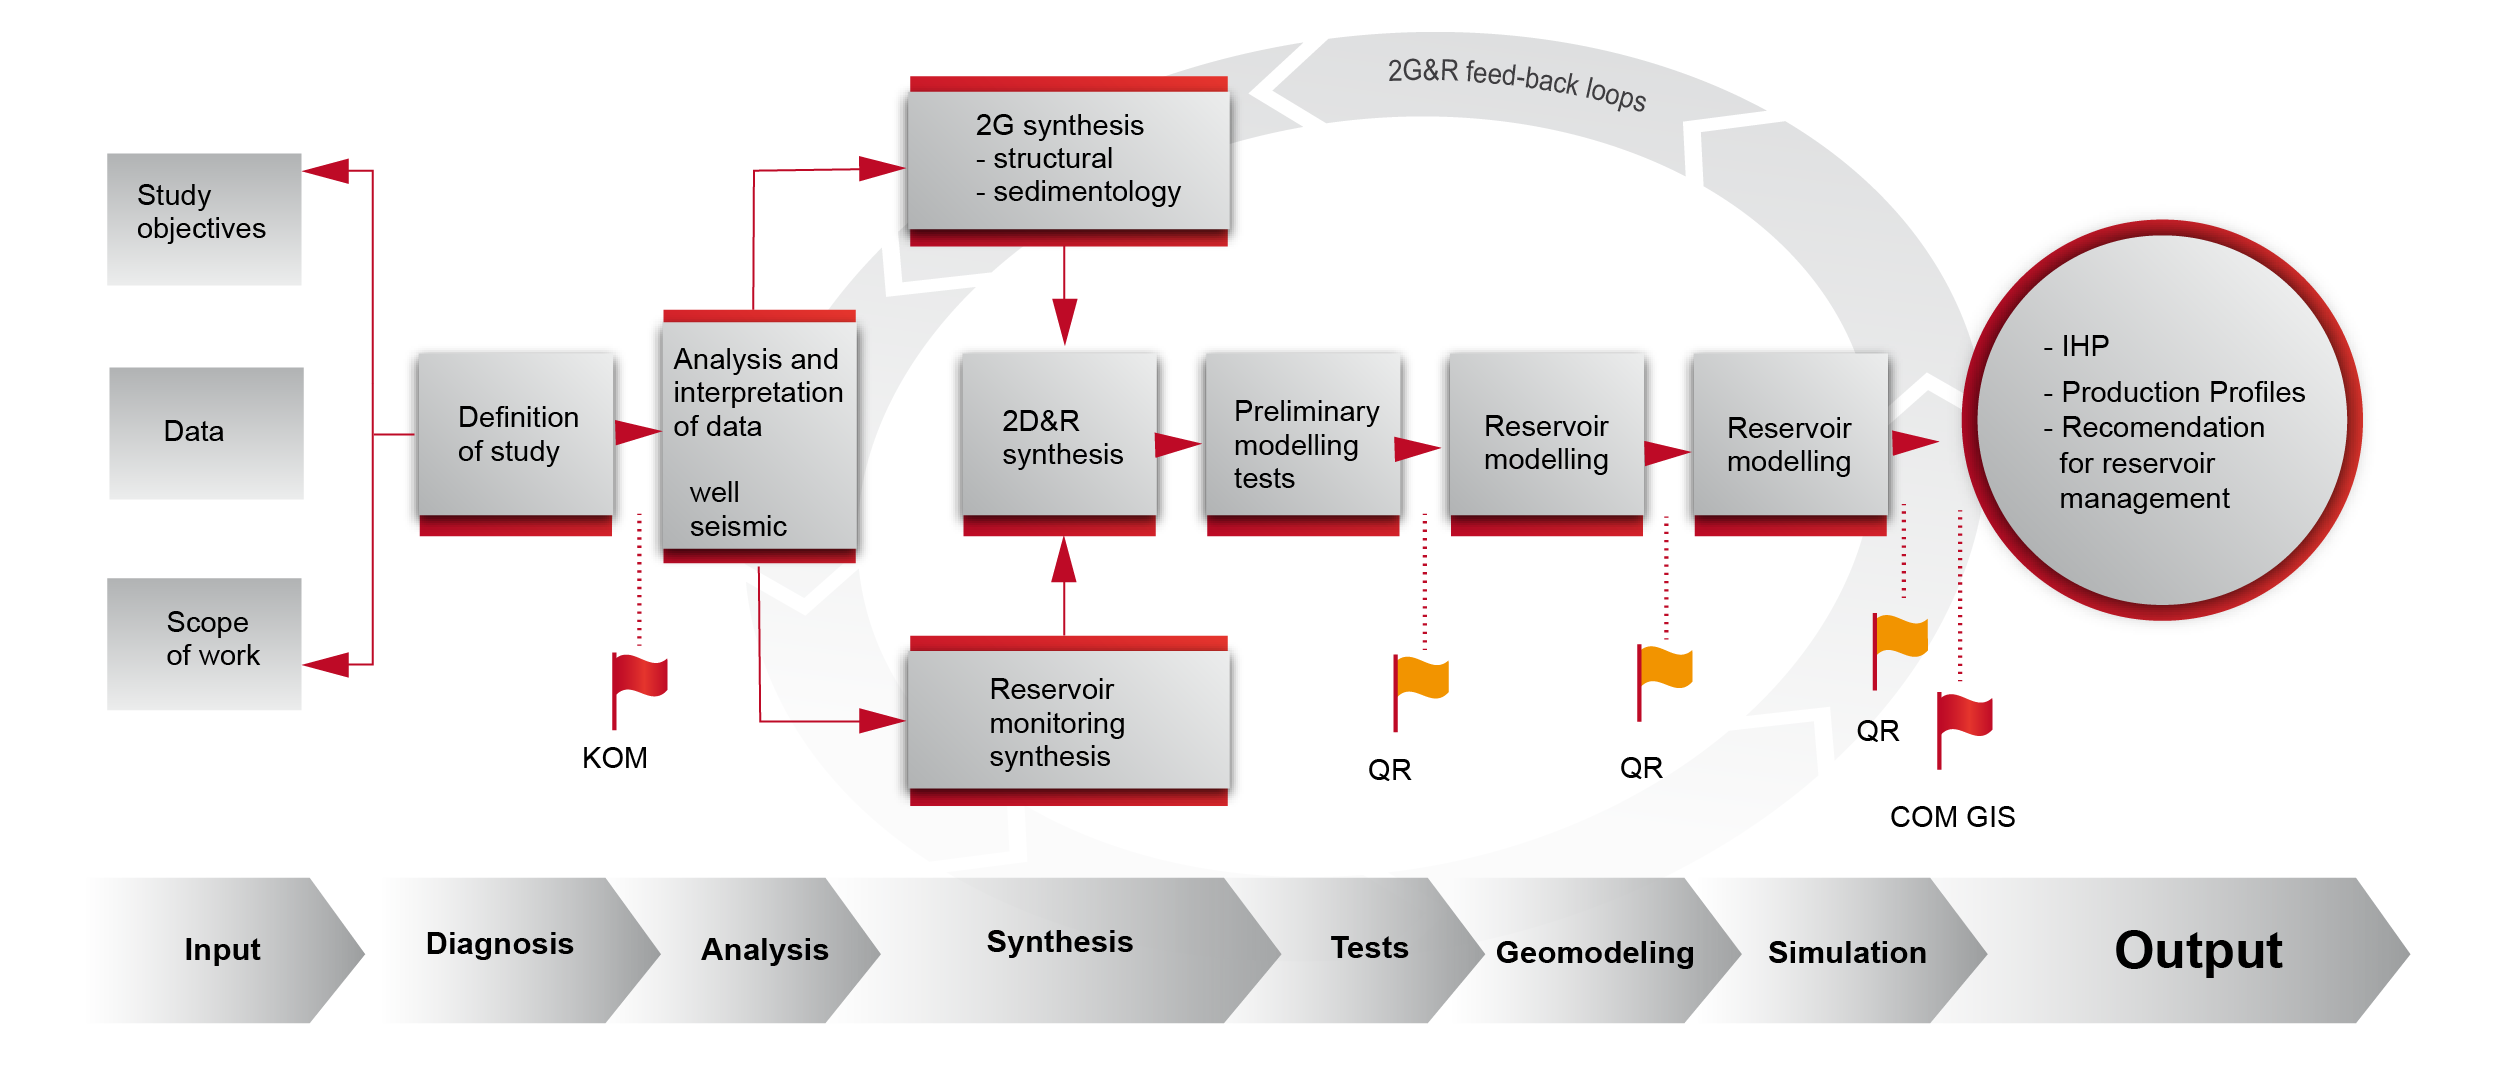 2G&R feed-back loops
Study
objectives
Data
Scope
of work
Definition
of study
Analysis and
interpretation
of data
well
seismic
2G synthesis
- structural
- sedimentology
2D&R
synthesis
Reservoir
monitoring
synthesis
Preliminary
modelling
tests
Reservoir
modelling
Reservoir
modelling
- IHP
- Production Profiles
- Recomendation
for reservoir
management
KOM
QR
QR
QR
COM GIS
Input
Diagnosis
Analysis
Synthesis
Tests
Geomodeling
Simulation
Output